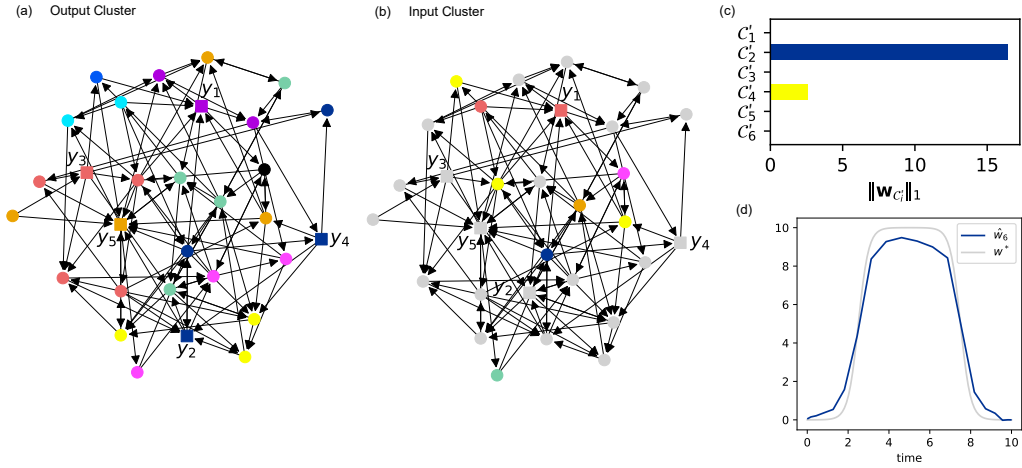 (a) Output Cluster
y₁
y₃
y₅
y₄
y₂
(b) Input Cluster
y₁
y₃
y₅
y₄
y₂
(c)
C′₁
C′₂
C′₃
C′₄
C′₅
C′₆
0 5 10 15
‖w_{C′ᵢ}‖₁
(d)
10
8
6
4
2
0
ŵ₆
w*
0 2 4 6 8 10
time